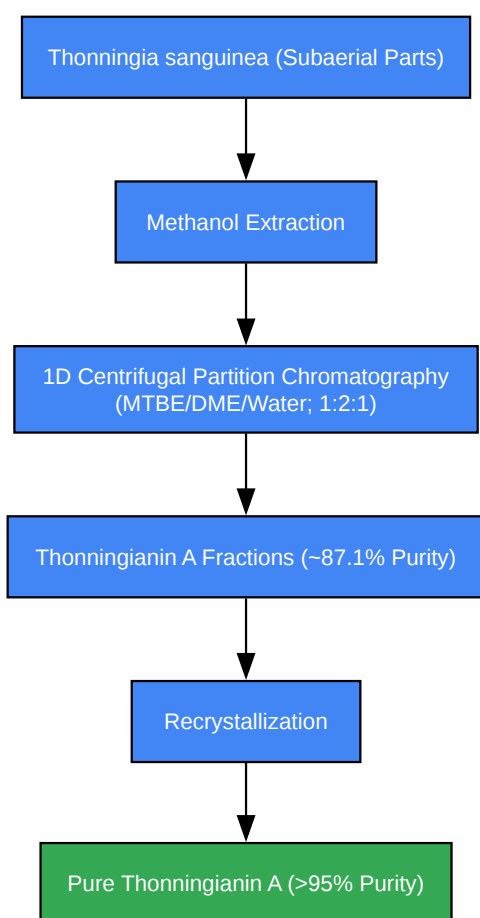 Thonningia sanguinea (Subaerial Parts)
Methanol Extraction
1D Centrifugal Partition Chromatography
(MTBE/DME/Water; 1:2:1)
Thonningianin A Fractions (~87.1% Purity)
Recrystallization
Pure Thonningianin A (>95% Purity)